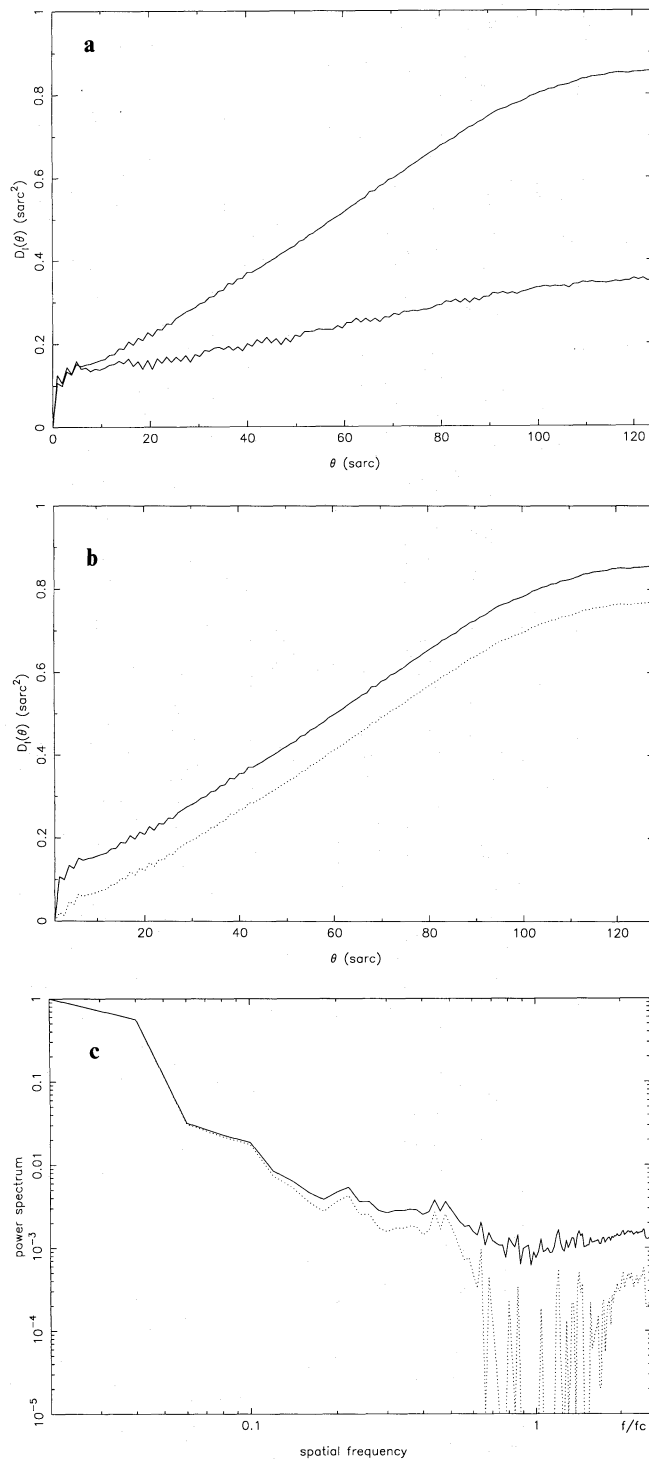 a
1
0.8
0.6
0.4
0.2
0
D_I(θ) (sarc²)
0 20 40 60 80 100 120
θ (sarc)
b
1
0.8
0.6
0.4
0.2
0
D_I(θ) (sarc²)
20 40 60 80 100 120
θ (sarc)
c
1
0.1
0.01
10⁻³
10⁻⁴
10⁻⁵
power spectrum
0.1 1 f/fc
spatial frequency